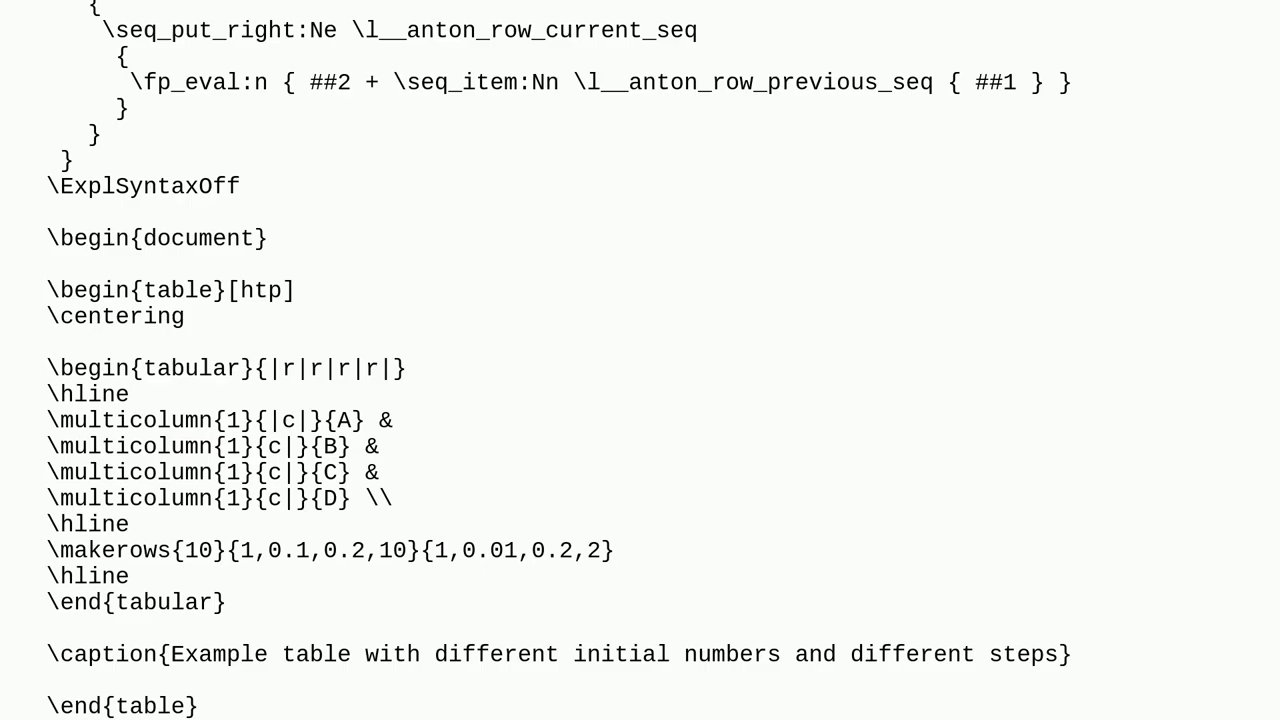 {
\seq_put_right:Ne \l__anton_row_current_seq
{
\fp_eval:n { ##2 + \seq_item:Nn \l__anton_row_previous_seq { ##1 } }
}
}
}
\ExplSyntaxOff
\begin{document}
\begin{table}[htp]
\centering
\begin{tabular}{|r|r|r|r|}
\hline
\multicolumn{1}{|c|}{A} &
\multicolumn{1}{c|}{B} &
\multicolumn{1}{c|}{C} &
\multicolumn{1}{c|}{D} \\
\hline
\makerows{10}{1,0.1,0.2,10}{1,0.01,0.2,2}
\hline
\end{tabular}
\caption{Example table with different initial numbers and different steps}
\end{table}